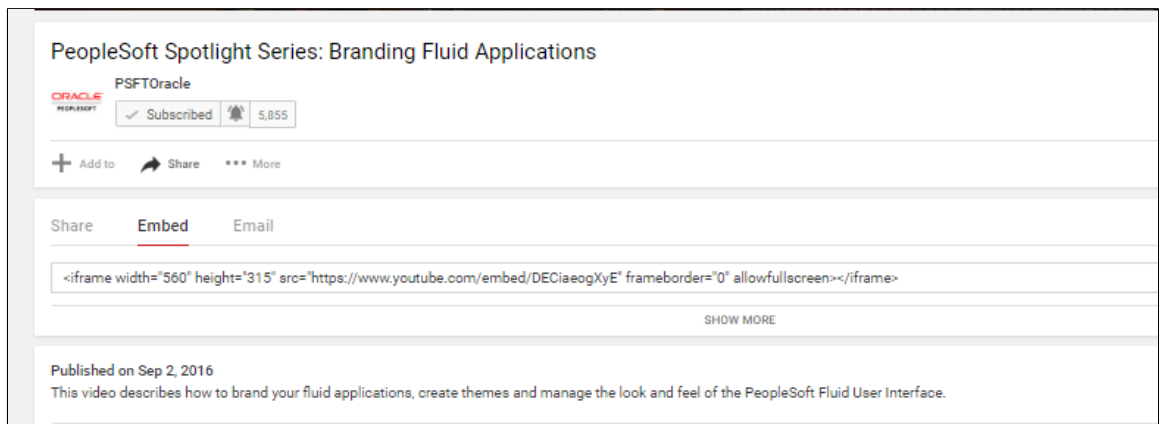 PeopleSoft Spotlight Series: Branding Fluid Applications
PSFTOracle
ORACLE
PEOPLESOFT
Subscribed 5,855
Add to Share More
Share Embed Email
<iframe width="560" height="315" src="https://www.youtube.com/embed/DECiaeogXyE" frameborder="0" allowfullscreen></iframe>
SHOW MORE
Published on Sep 2, 2016
This video describes how to brand your fluid applications, create themes and manage the look and feel of the PeopleSoft Fluid User Interface.